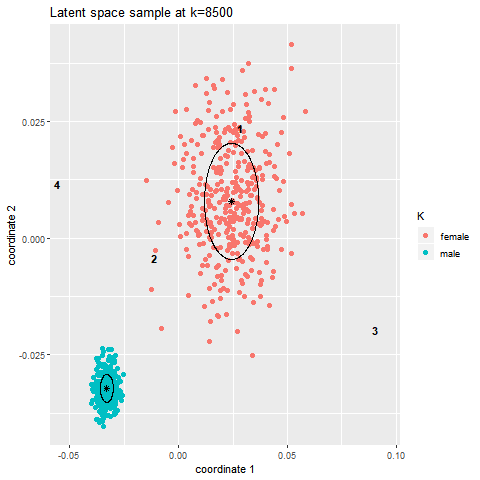 Latent space sample at k=8500
coordinate 2
0.025
0.000
-0.025
-0.05
0.00
0.05
0.10
coordinate 1
1
4
2
3
K
female
male